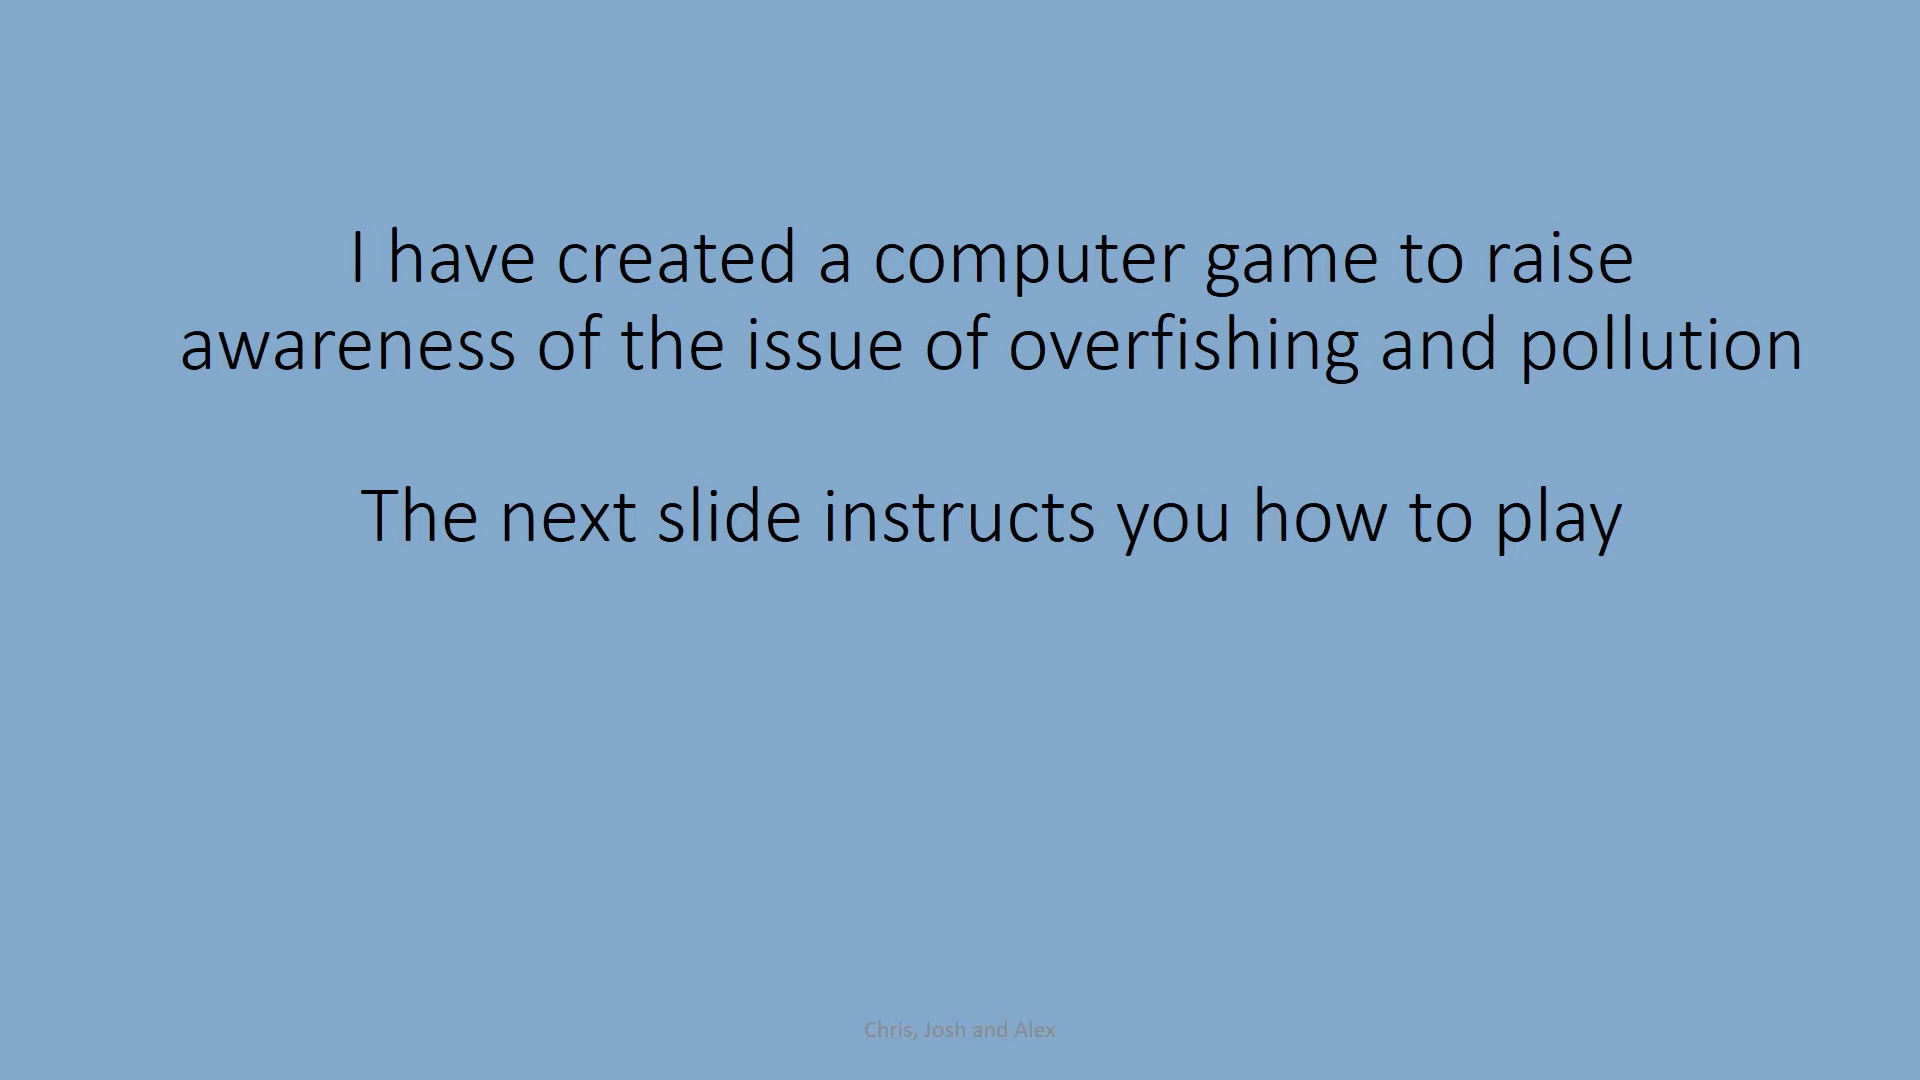 I have created a computer game to raise
awareness of the issue of overfishing and pollution
The next slide instructs you how to play
Chris, Josh and Alex